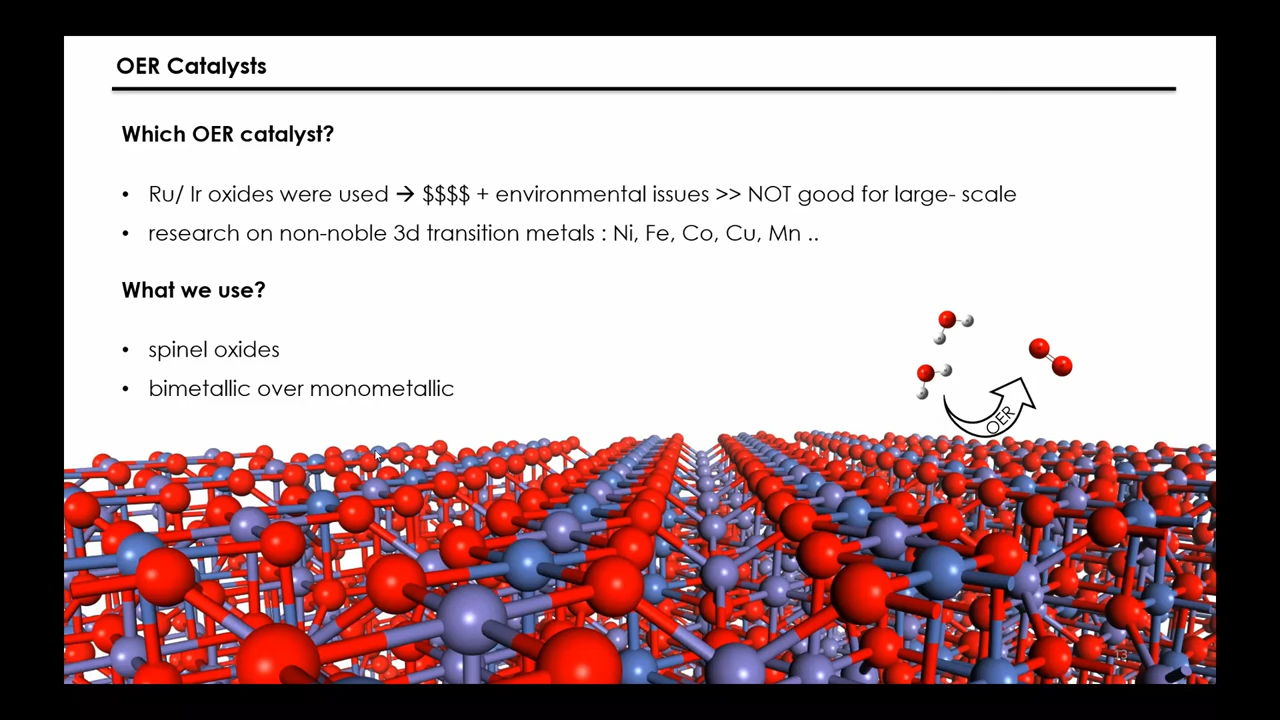 OER Catalysts
Which OER catalyst?
• Ru/ Ir oxides were used → $$$$ + environmental issues >> NOT good for large- scale
• research on non-noble 3d transition metals : Ni, Fe, Co, Cu, Mn ..
What we use?
• spinel oxides
• bimetallic over monometallic
OER
13